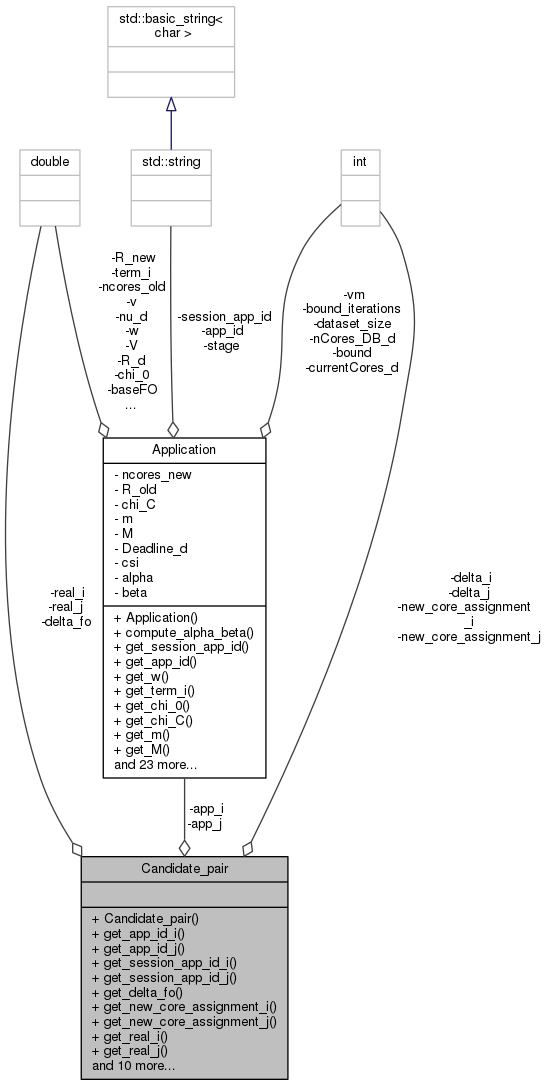 std::basic_string<
char >
double
std::string
int
-R_new
-term_i
-ncores_old
-v
-nu_d
-w
-V
-R_d
-chi_0
-baseFO
...
-session_app_id
-app_id
-stage
-vm
-bound_iterations
-dataset_size
-nCores_DB_d
-bound
-currentCores_d
Application
- ncores_new
- R_old
- chi_C
- m
- M
- Deadline_d
- csi
- alpha
- beta
+ Application()
+ compute_alpha_beta()
+ get_session_app_id()
+ get_app_id()
+ get_w()
+ get_term_i()
+ get_chi_0()
+ get_chi_C()
+ get_m()
+ get_M()
and 23 more...
-real_i
-real_j
-delta_fo
-delta_i
-delta_j
-new_core_assignment
_i
-new_core_assignment_j
-app_i
-app_j
Candidate_pair
+ Candidate_pair()
+ get_app_id_i()
+ get_app_id_j()
+ get_session_app_id_i()
+ get_session_app_id_j()
+ get_delta_fo()
+ get_new_core_assignment_i()
+ get_new_core_assignment_j()
+ get_real_i()
+ get_real_j()
and 10 more...